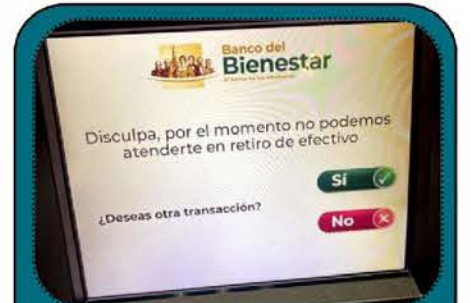 Banco del
Bienestar
Disculpa, por el momento no podemos
atenderte en retiro de efectivo
Sí
¿Deseas otra transacción?
No